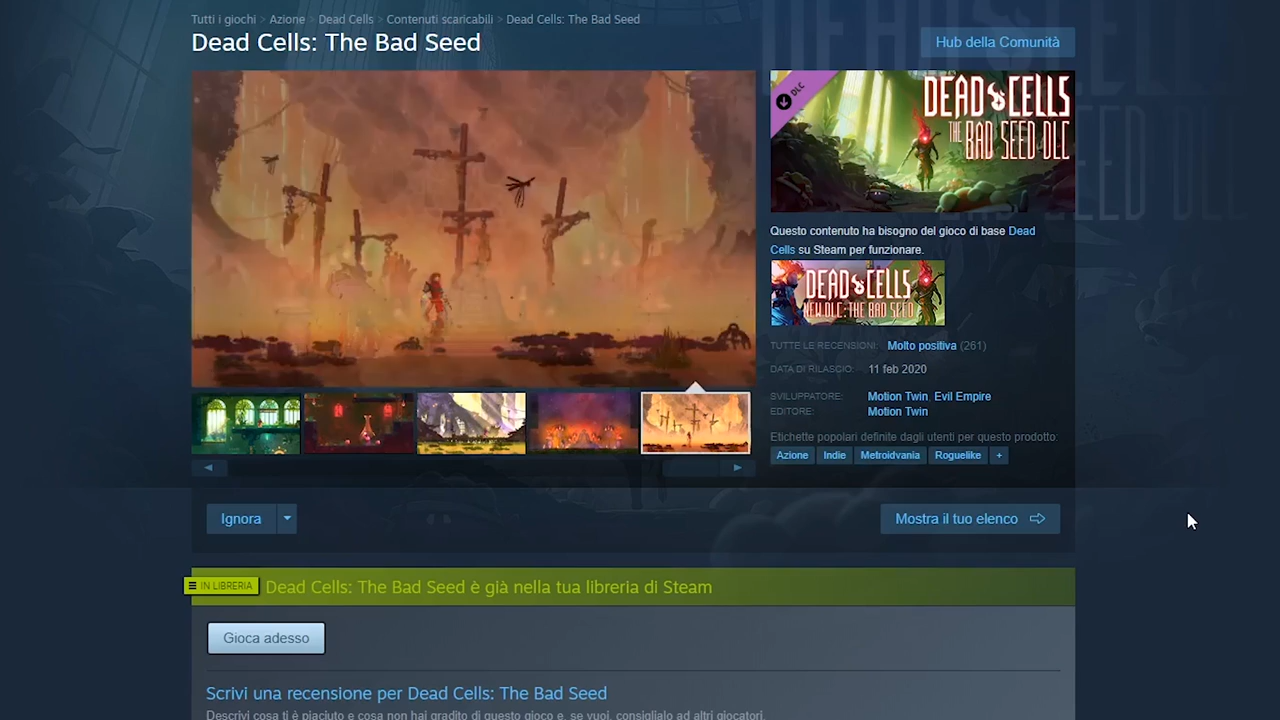 Tutti i giochi > Azione > Dead Cells > Contenuti scaricabili > Dead Cells: The Bad Seed
Dead Cells: The Bad Seed
Hub della Comunità
DLC
DEAD CELLS
THE BAD SEED DLC
Questo contenuto ha bisogno del gioco di base Dead
Cells su Steam per funzionare.
DEAD CELLS
NEW DLC: THE BAD SEED
TUTTE LE RECENSIONI: Molto positiva (261)
DATA DI RILASCIO: 11 feb 2020
SVILUPPATORE: Motion Twin, Evil Empire
EDITORE: Motion Twin
Etichette popolari definite dagli utenti per questo prodotto:
Azione Indie Metroidvania Roguelike +
Ignora
Mostra il tuo elenco
IN LIBRERIA
Dead Cells: The Bad Seed è già nella tua libreria di Steam
Gioca adesso
Scrivi una recensione per Dead Cells: The Bad Seed
Descrivi cosa ti è piaciuto e cosa non hai gradito di questo gioco e, se vuoi, consiglialo ad altri giocatori.